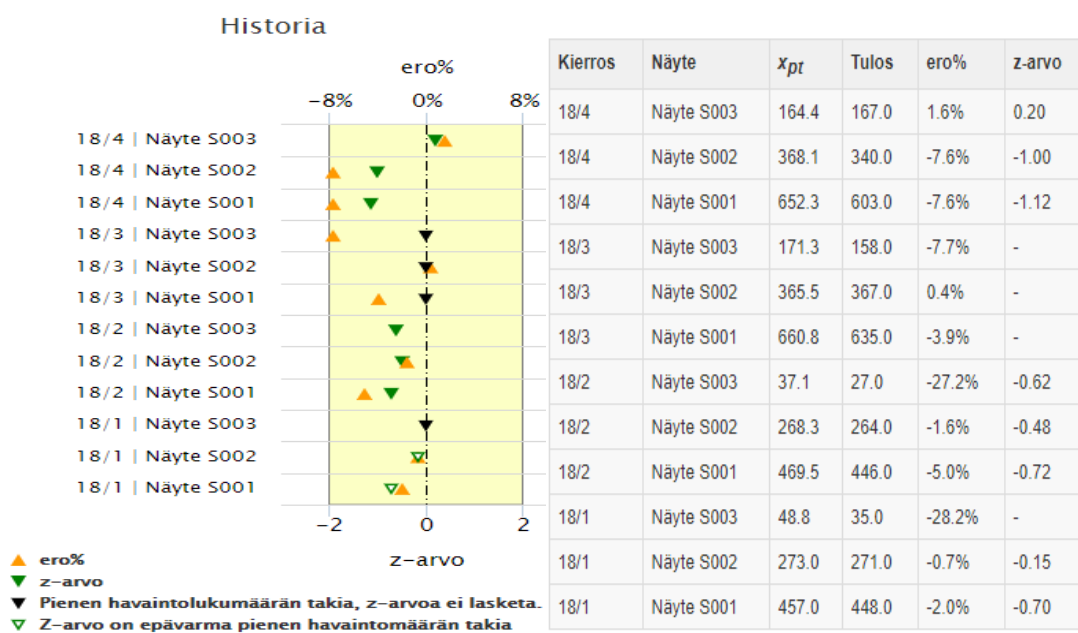 Historia
ero%
−8% 0% 8%
18/4 | Näyte S003
18/4 | Näyte S002
18/4 | Näyte S001
18/3 | Näyte S003
18/3 | Näyte S002
18/3 | Näyte S001
18/2 | Näyte S003
18/2 | Näyte S002
18/2 | Näyte S001
18/1 | Näyte S003
18/1 | Näyte S002
18/1 | Näyte S001
−2 0 2
z−arvo
ero%
z−arvo
Pienen havaintolukumäärän takia, z−arvoa ei lasketa.
Z−arvo on epävarma pienen havaintomäärän takia
Kierros Näyte xpt Tulos ero% z-arvo
18/4 Näyte S003 164.4 167.0 1.6% 0.20
18/4 Näyte S002 368.1 340.0 -7.6% -1.00
18/4 Näyte S001 652.3 603.0 -7.6% -1.12
18/3 Näyte S003 171.3 158.0 -7.7% -
18/3 Näyte S002 365.5 367.0 0.4% -
18/3 Näyte S001 660.8 635.0 -3.9% -
18/2 Näyte S003 37.1 27.0 -27.2% -0.62
18/2 Näyte S002 268.3 264.0 -1.6% -0.48
18/2 Näyte S001 469.5 446.0 -5.0% -0.72
18/1 Näyte S003 48.8 35.0 -28.2% -
18/1 Näyte S002 273.0 271.0 -0.7% -0.15
18/1 Näyte S001 457.0 448.0 -2.0% -0.70